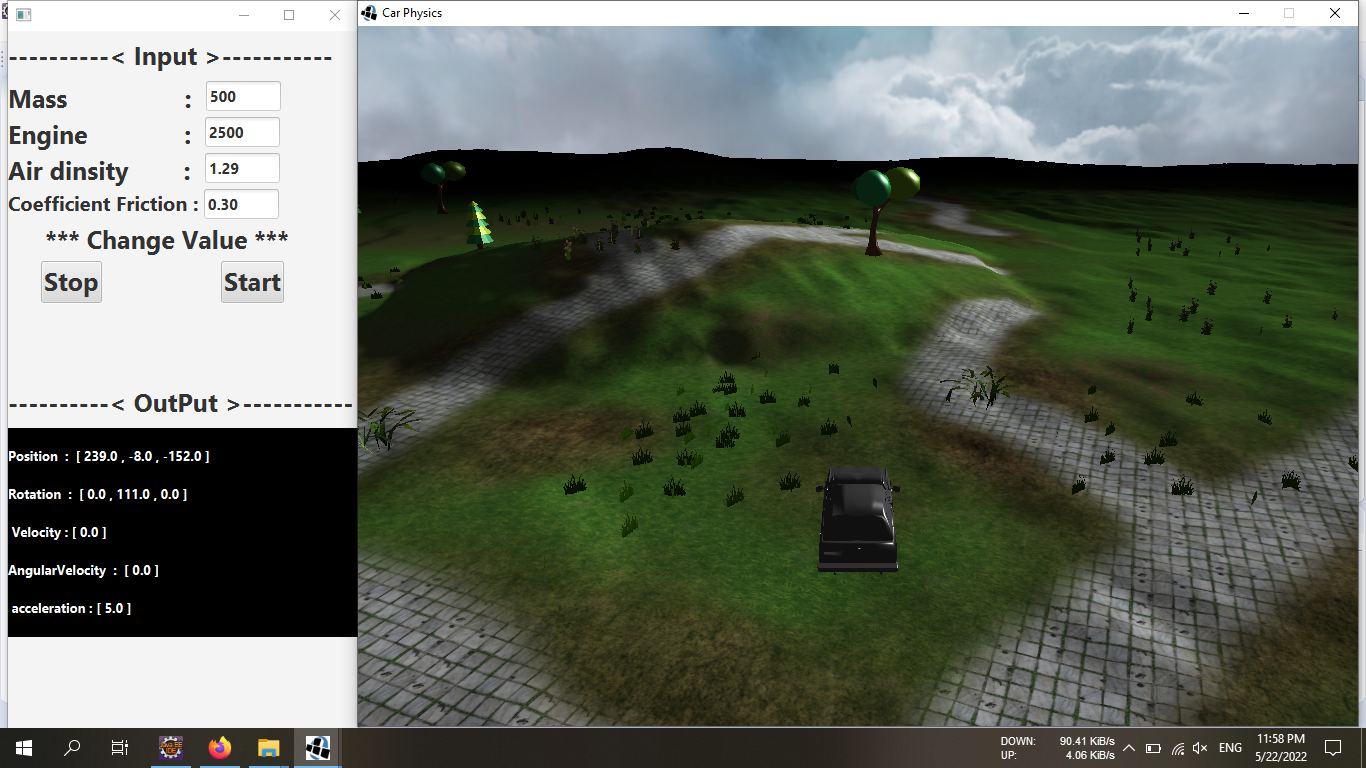 Car Physics
----------< Input >-----------
Mass : 500
Engine : 2500
Air dinsity : 1.29
Coefficient Friction : 0.30
*** Change Value ***
Stop Start
----------< OutPut >-----------
Position : [ 239.0 , -8.0 , -152.0 ]
Rotation : [ 0.0 , 111.0 , 0.0 ]
Velocity : [ 0.0 ]
AngularVelocity : [ 0.0 ]
acceleration : [ 5.0 ]
DOWN: 90.41 KiB/s
UP: 4.06 KiB/s
ENG
11:58 PM
5/22/2022